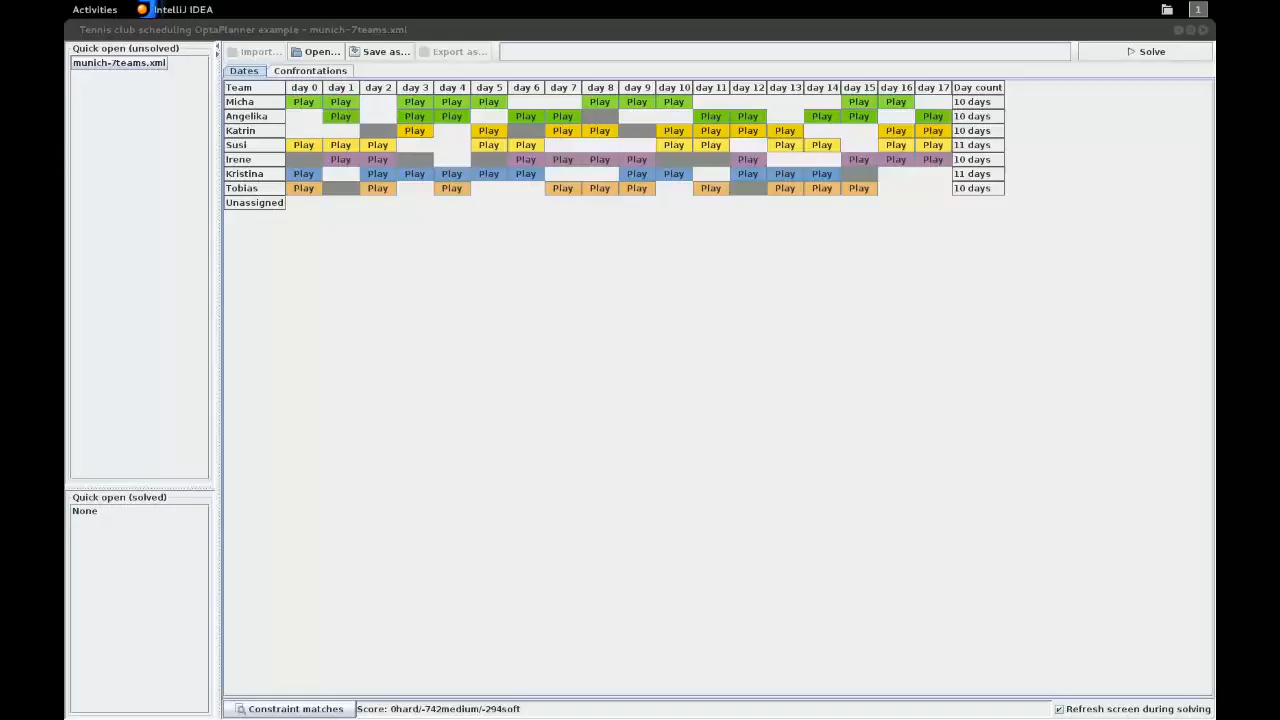 Activities IntelliJ IDEA 1
Tennis club scheduling OptaPlanner example - munich-7teams.xml
Quick open (unsolved)
munich-7teams.xml
Import... Open... Save as... Export as... Solve
Dates Confrontations
Team day 0 day 1 day 2 day 3 day 4 day 5 day 6 day 7 day 8 day 9 day 10 day 11 day 12 day 13 day 14 day 15 day 16 day 17 Day count
Micha Play Play Play Play Play Play Play Play Play Play 10 days
Angelika Play Play Play Play Play Play Play Play Play Play 10 days
Katrin Play Play Play Play Play Play Play Play Play Play 10 days
Susi Play Play Play Play Play Play Play Play Play Play Play 11 days
Irene Play Play Play Play Play Play Play Play Play Play 10 days
Kristina Play Play Play Play Play Play Play Play Play Play Play 11 days
Tobias Play Play Play Play Play Play Play Play Play Play 10 days
Unassigned
Quick open (solved)
None
Constraint matches Score: 0hard/-742medium/-294soft Refresh screen during solving